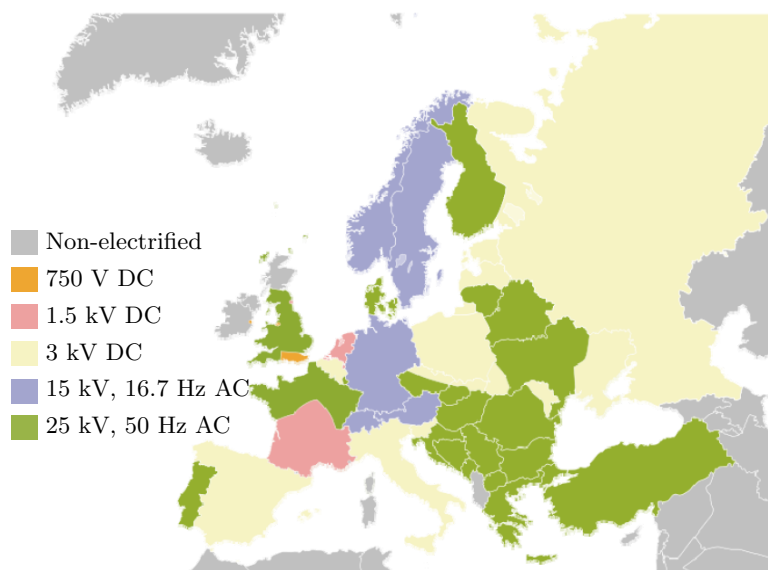 Non-electrified
750 V DC
1.5 kV DC
3 kV DC
15 kV, 16.7 Hz AC
25 kV, 50 Hz AC